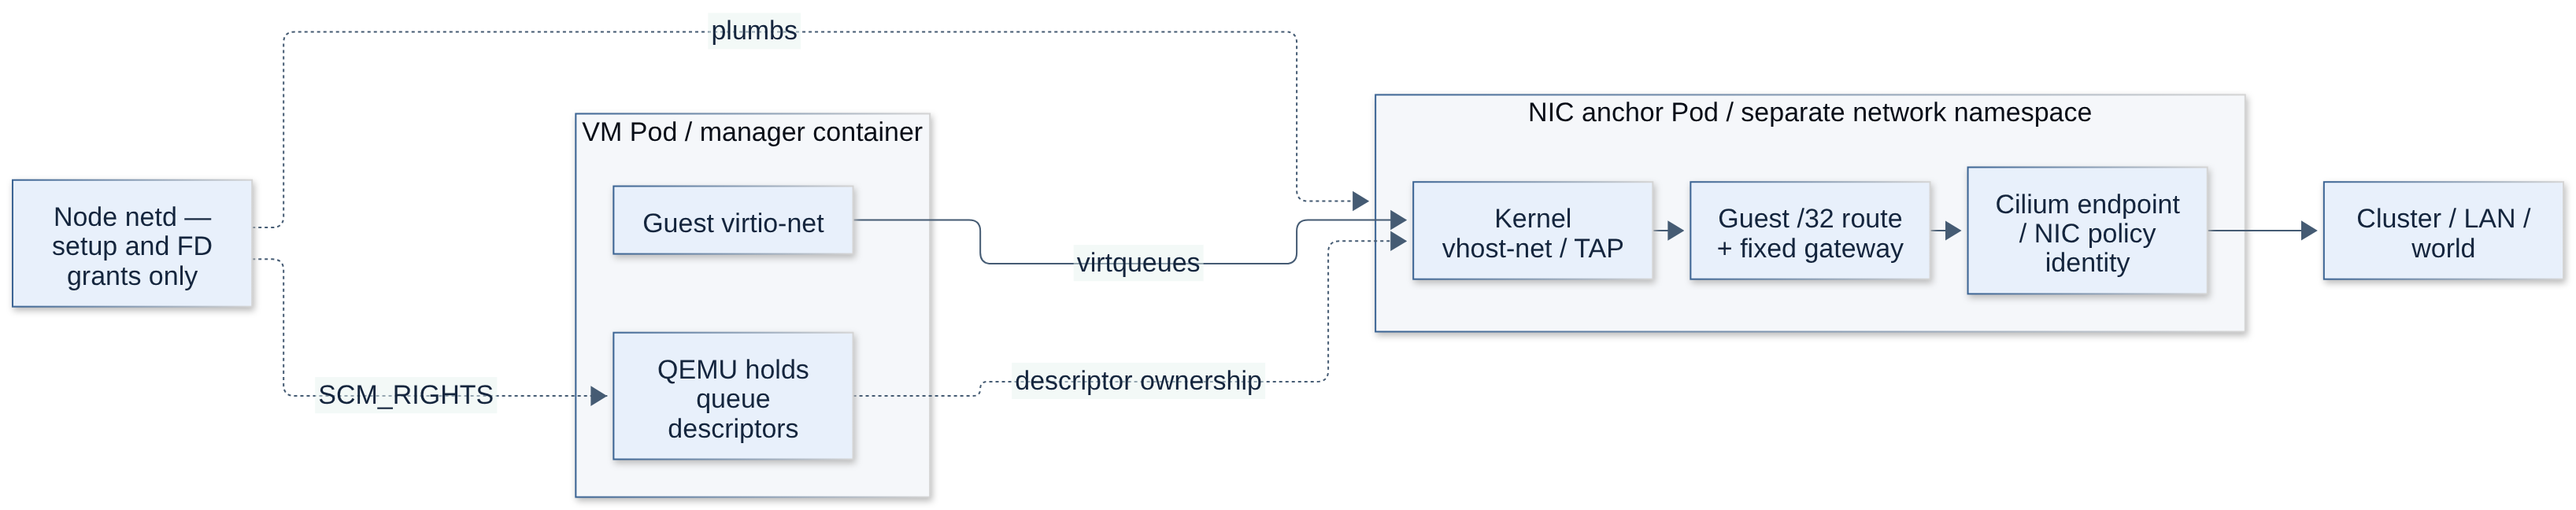 plumbs
NIC anchor Pod / separate network namespace
VM Pod / manager container
Node netd —
setup and FD
grants only
Guest virtio-net
virtqueues
Kernel
vhost-net / TAP
Guest /32 route
+ fixed gateway
Cilium endpoint
/ NIC policy
identity
Cluster / LAN /
world
SCM_RIGHTS
QEMU holds
queue
descriptors
descriptor ownership